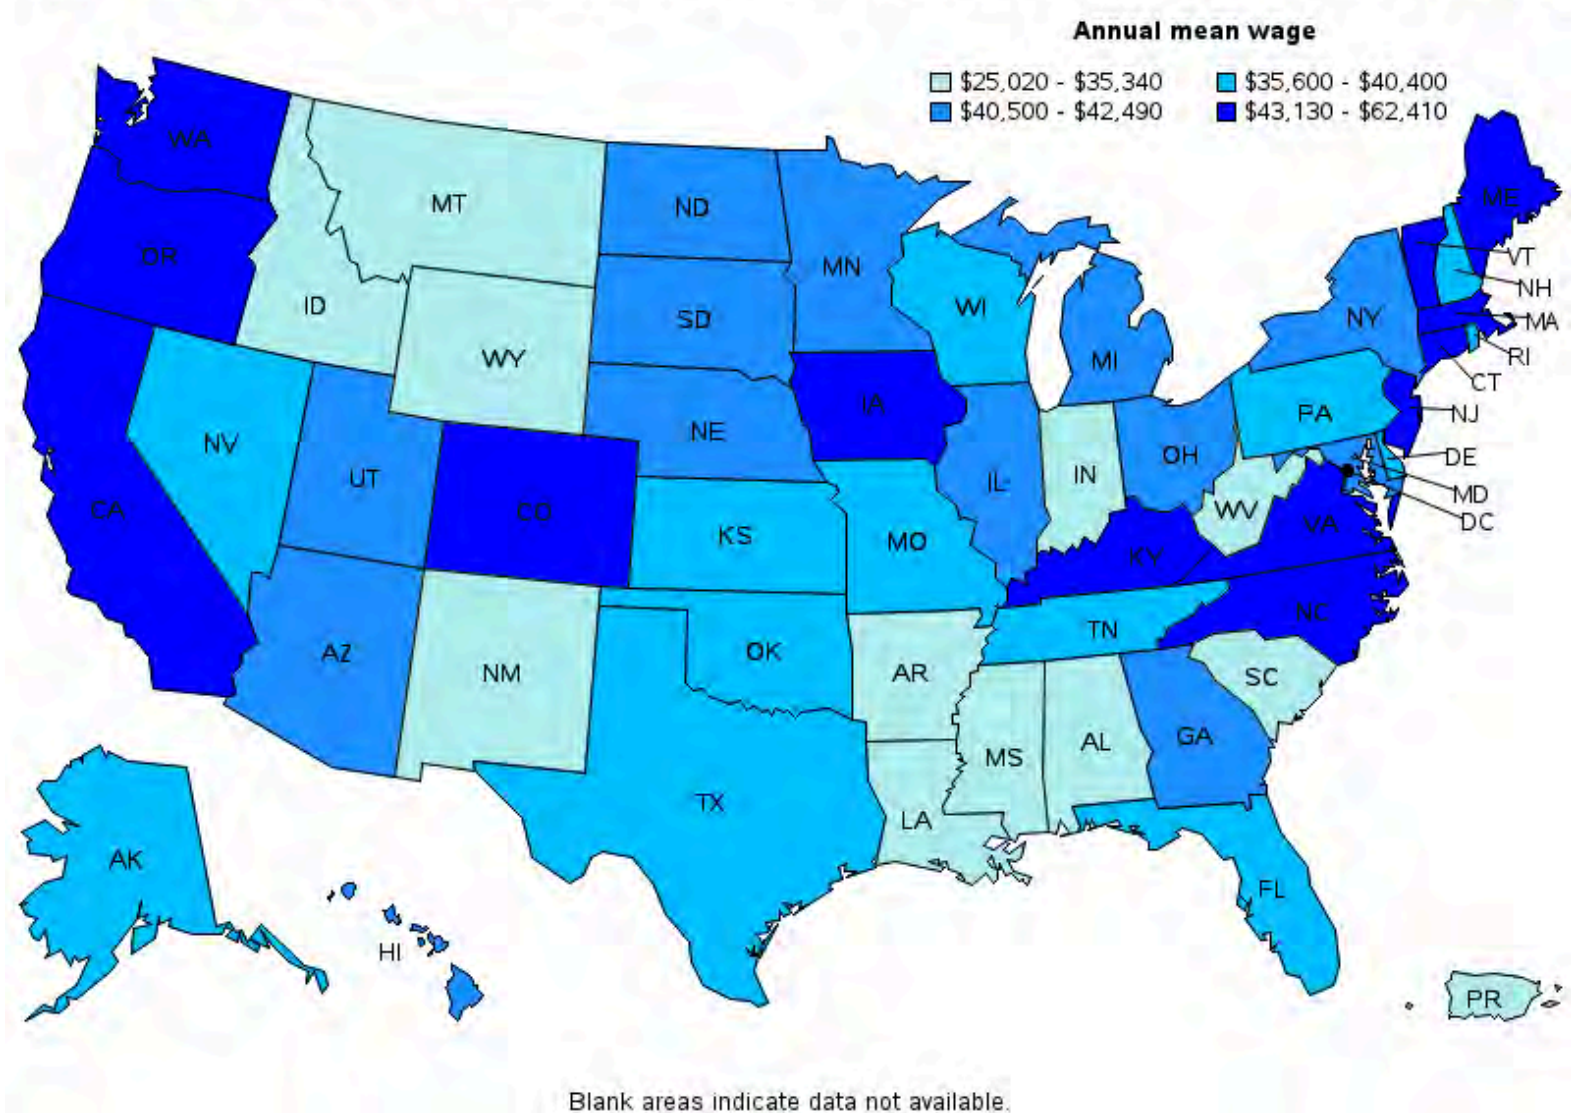 Annual mean wage
$25,020 - $35,340 $35,600 - $40,400
$40,500 - $42,490 $43,130 - $62,410
WA
ME
MT
ND
VT
OR
MN
NH
ID
WI
SD
NY
MA
WY
MI
RI
CT
IA
PA
NJ
NV
NE
OH
DE
UT
IL
IN
MD
CA
CO
WV
DC
VA
KS
MO
KY
NC
TN
AZ
OK
NM
AR
SC
GA
AL
MS
TX
LA
AK
FL
HI
PR
Blank areas indicate data not available.